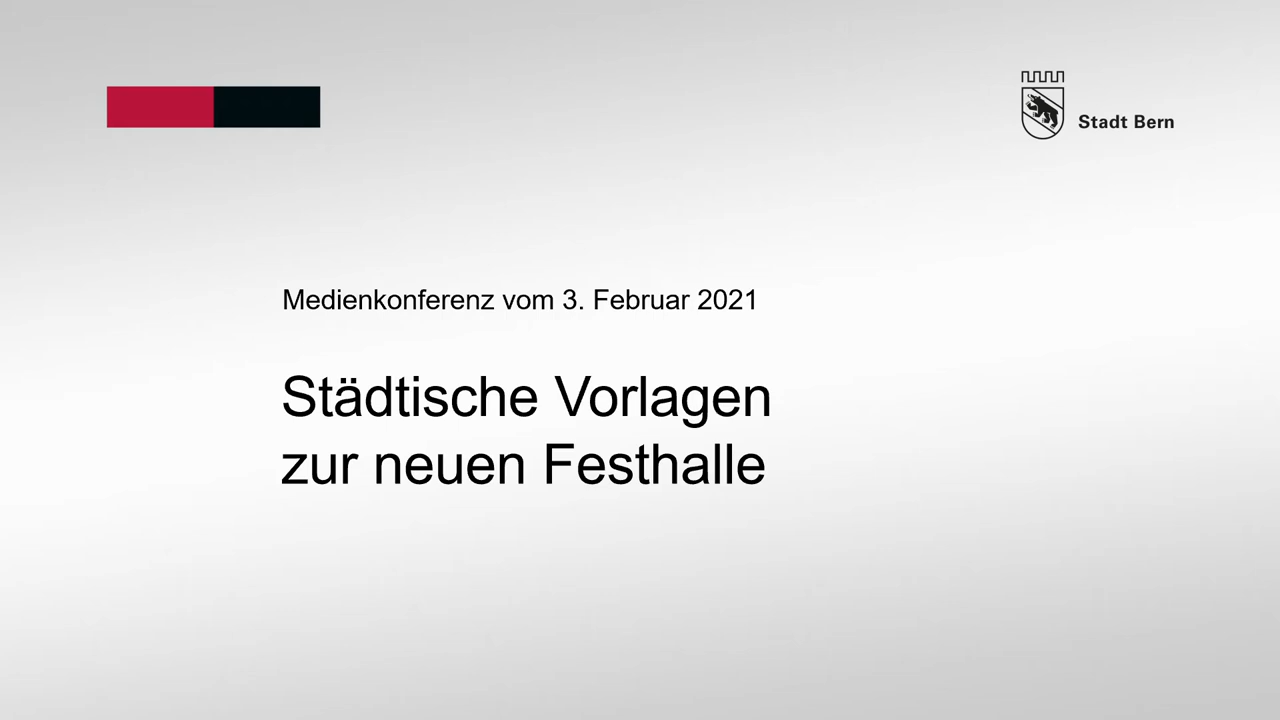 Stadt Bern
Medienkonferenz vom 3. Februar 2021
Städtische Vorlagen
zur neuen Festhalle